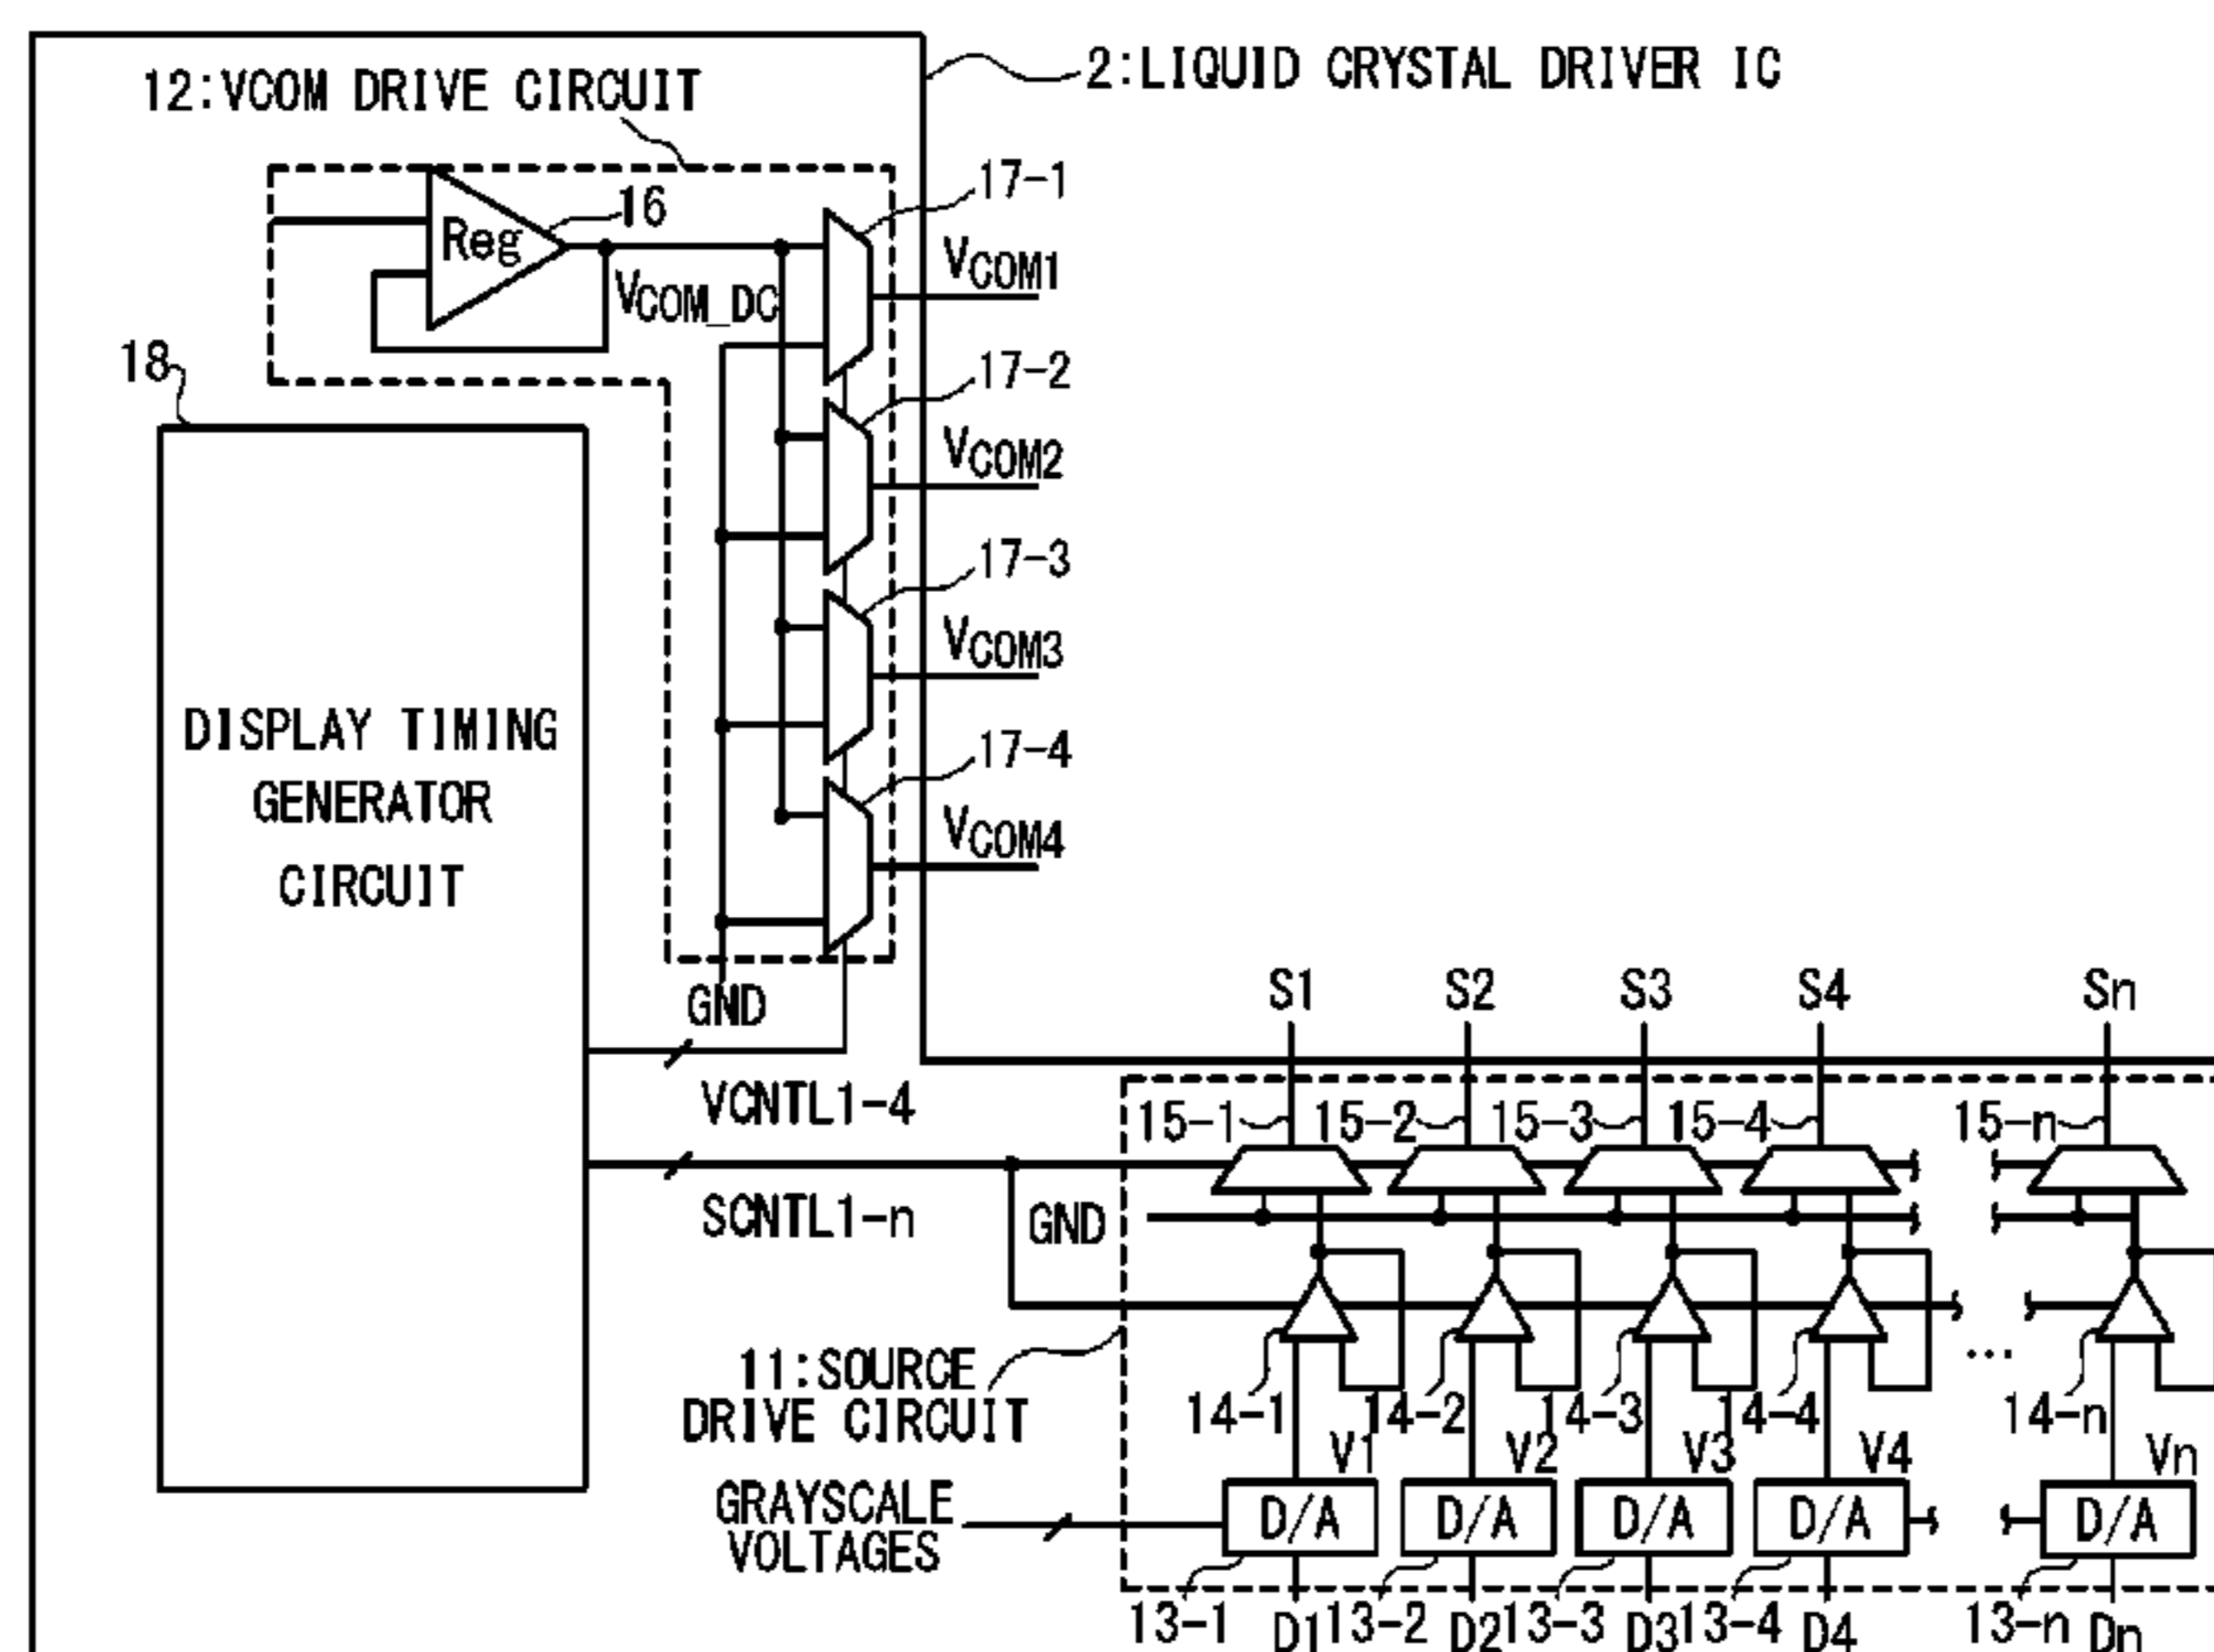 2:LIQUID CRYSTAL DRIVER IC
12:VCOM DRIVE CIRCUIT
17-1
16
Reg
VCOM1
VCOM_DC
18
17-2
VCOM2
17-3
VCOM3
DISPLAY TIMING
GENERATOR
CIRCUIT
17-4
VCOM4
GND
S1 S2 S3 S4 Sn
VCNTL1-4
15-1 15-2 15-3 15-4 15-n
SCNTL1-n
GND
11:SOURCE
DRIVE CIRCUIT
...
14-1 14-2 14-3 14-4 14-n
V1 V2 V3 V4 Vn
GRAYSCALE
VOLTAGES
D/A D/A D/A D/A D/A
13-1 D1 13-2 D2 13-3 D3 13-4 D4 13-n Dn